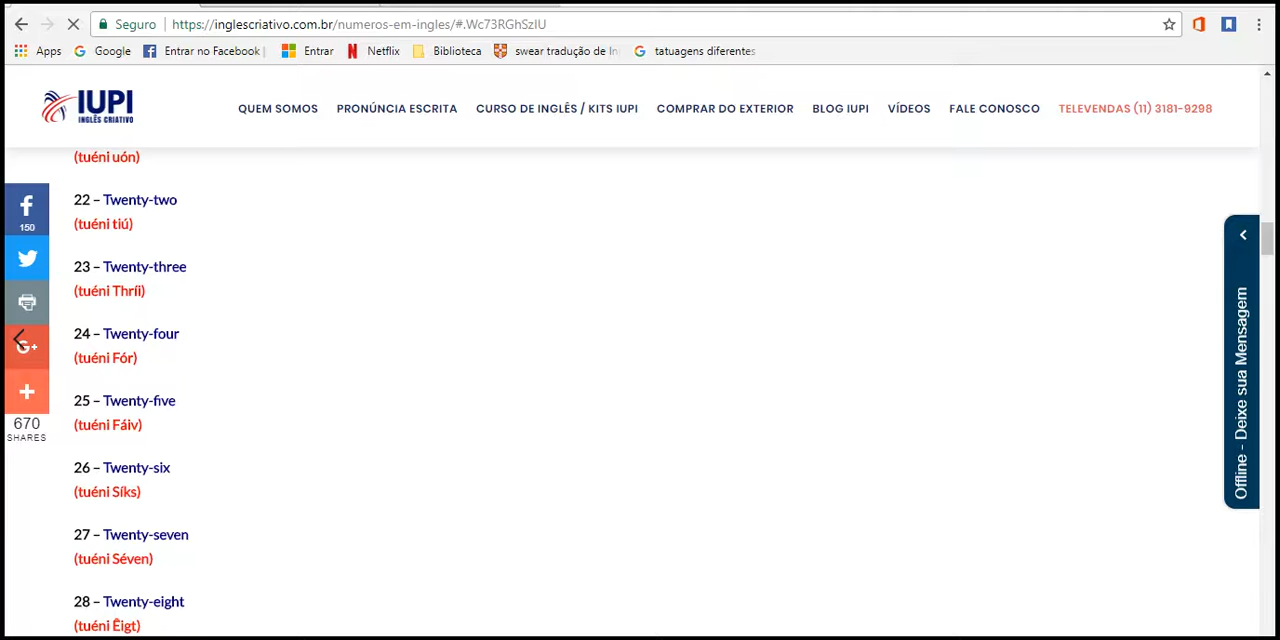 Seguro https://inglescriativo.com.br/numeros-em-ingles/#.Wc73RGhSzIU
Apps Google Entrar no Facebook Entrar Netflix Biblioteca swear tradução de In tatuagens diferentes
IUPI
INGLÊS CRIATIVO
QUEM SOMOS PRONÚNCIA ESCRITA CURSO DE INGLÊS / KITS IUPI COMPRAR DO EXTERIOR BLOG IUPI VÍDEOS FALE CONOSCO TELEVENDAS (11) 3181-9298
(tuéni uón)
22 – Twenty-two
(tuéni tiú)
23 – Twenty-three
(tuéni Thríi)
24 – Twenty-four
(tuéni Fór)
25 – Twenty-five
(tuéni Fáiv)
26 – Twenty-six
(tuéni Síks)
27 – Twenty-seven
(tuéni Séven)
28 – Twenty-eight
(tuéni Êigt)
150
G+
670
SHARES
Offline - Deixe sua Mensagem